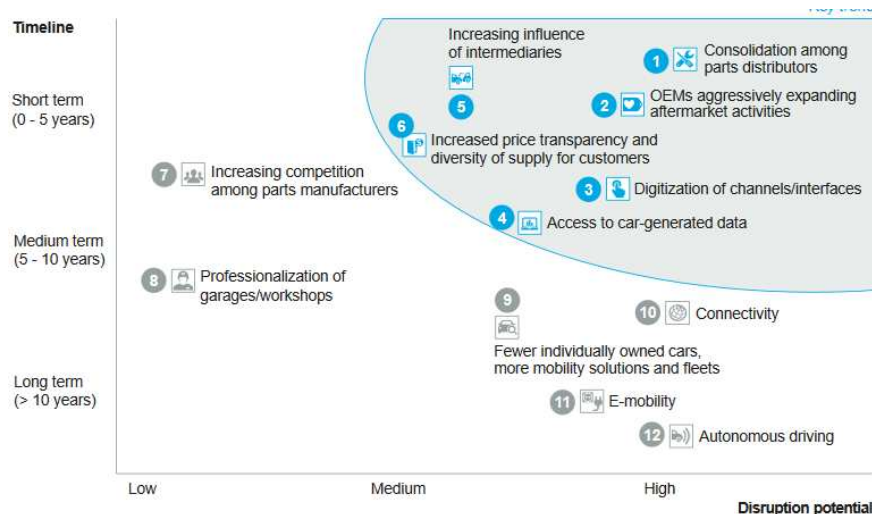 Key trend
Timeline
Increasing influence
of intermediaries
5
1 Consolidation among
parts distributors
Short term
(0 - 5 years)
2 OEMs aggressively expanding
aftermarket activities
6 Increased price transparency and
diversity of supply for customers
7 Increasing competition
among parts manufacturers
3 Digitization of channels/interfaces
4 Access to car-generated data
Medium term
(5 - 10 years)
8 Professionalization of
garages/workshops
9
Fewer individually owned cars,
more mobility solutions and fleets
10 Connectivity
Long term
(> 10 years)
11 E-mobility
12 Autonomous driving
Low
Medium
High
Disruption potential